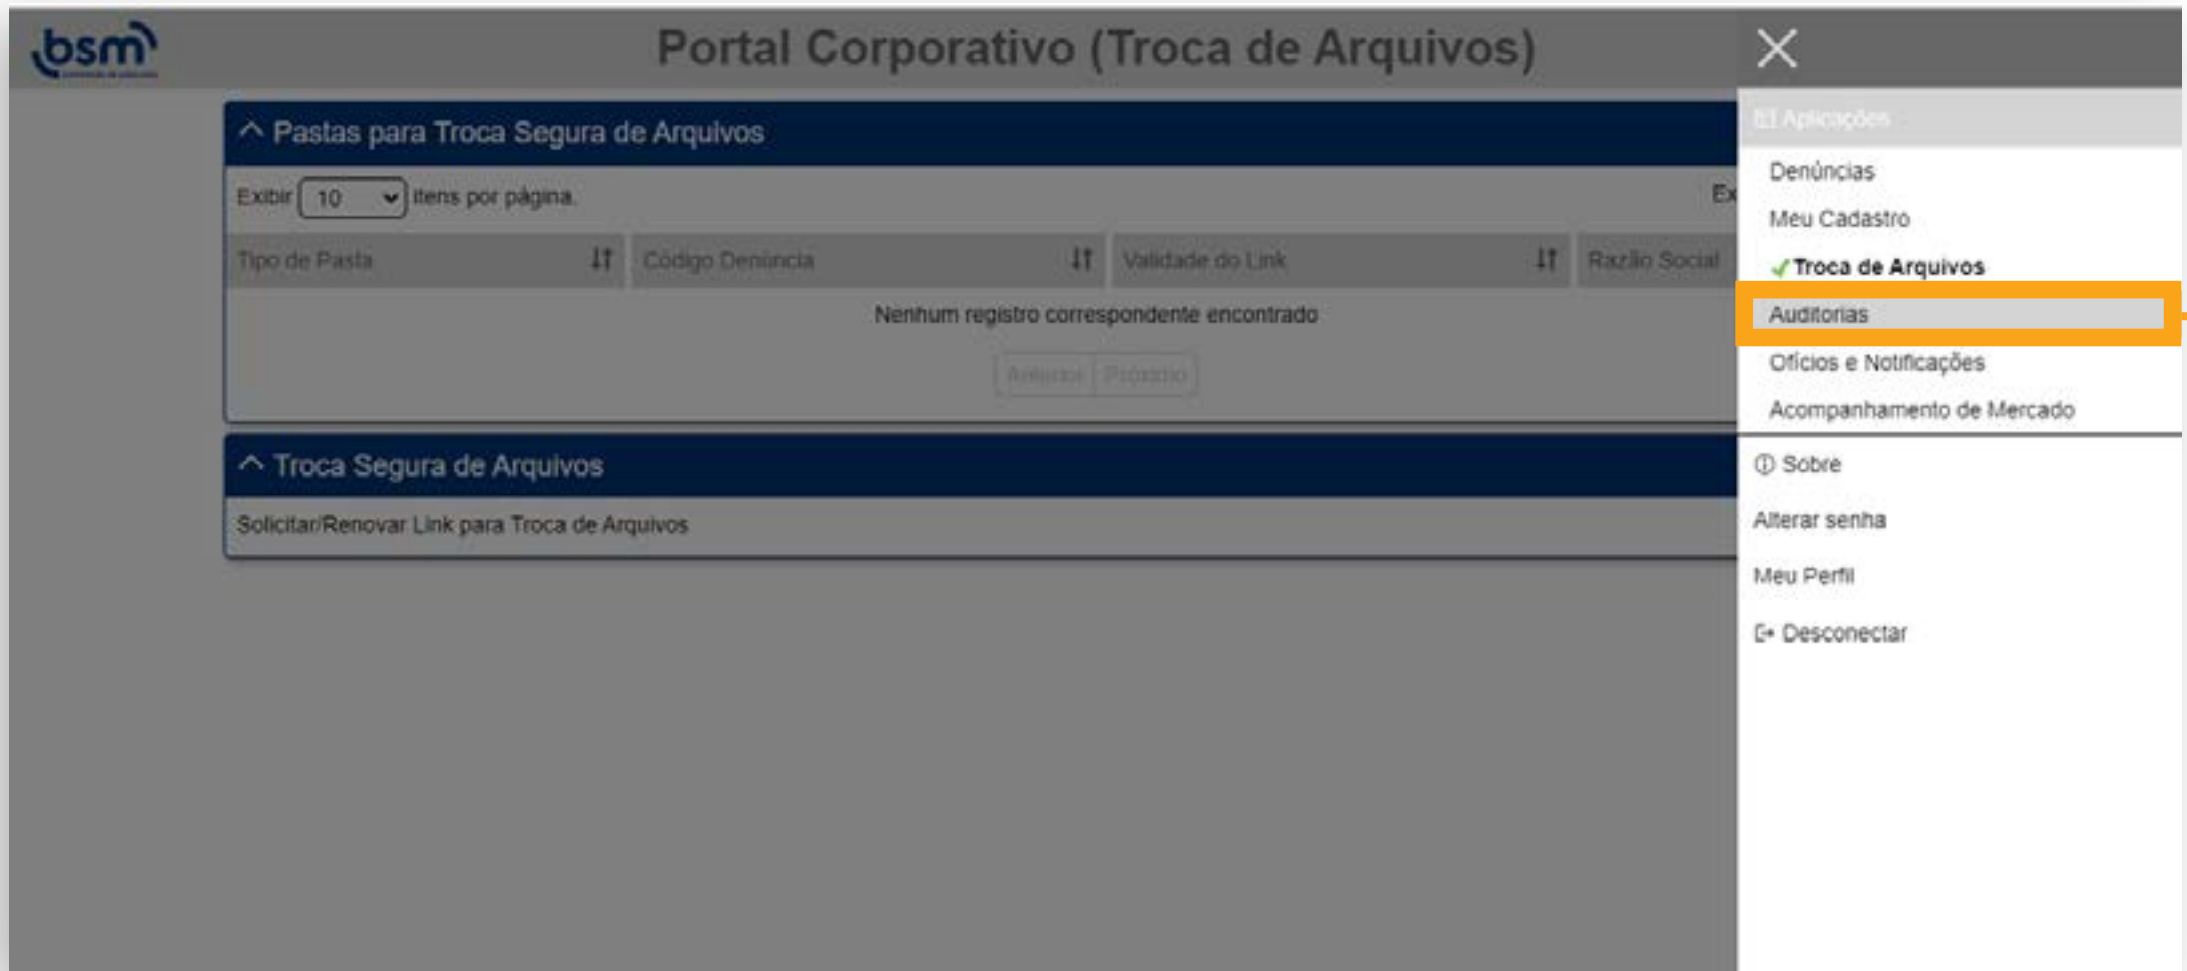 bsm
Portal Corporativo (Troca de Arquivos)
Pastas para Troca Segura de Arquivos
Exibir 10 itens por página.
Ex
Tipo de Pasta
Código Denúncia
Validade do Link
Razão Social
Nenhum registro correspondente encontrado
Anterior Próximo
Troca Segura de Arquivos
Solicitar/Renovar Link para Troca de Arquivos
Aplicações
Denúncias
Meu Cadastro
Troca de Arquivos
Auditorias
Ofícios e Notificações
Acompanhamento de Mercado
Sobre
Alterar senha
Meu Perfil
Desconectar